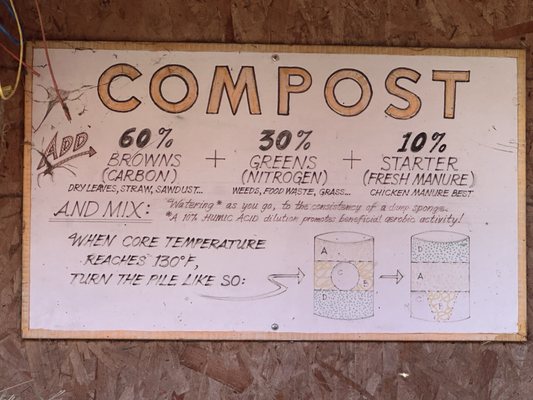 COMPOST
ADD 60% + 30% + 10%
BROWNS GREENS STARTER
(CARBON) (NITROGEN) (FRESH MANURE)
DRY LEAVES, STRAW, SAWDUST... WEEDS, FOOD WASTE, GRASS... CHICKEN MANURE BEST
AND MIX: "Watering" as you go, to the consistency of a damp sponge.
*A 10% HUMIC ACID dilution promotes beneficial aerobic activity!
WHEN CORE TEMPERATURE
REACHES 130°F,
TURN THE PILE LIKE SO:
A D
C B A
D C B